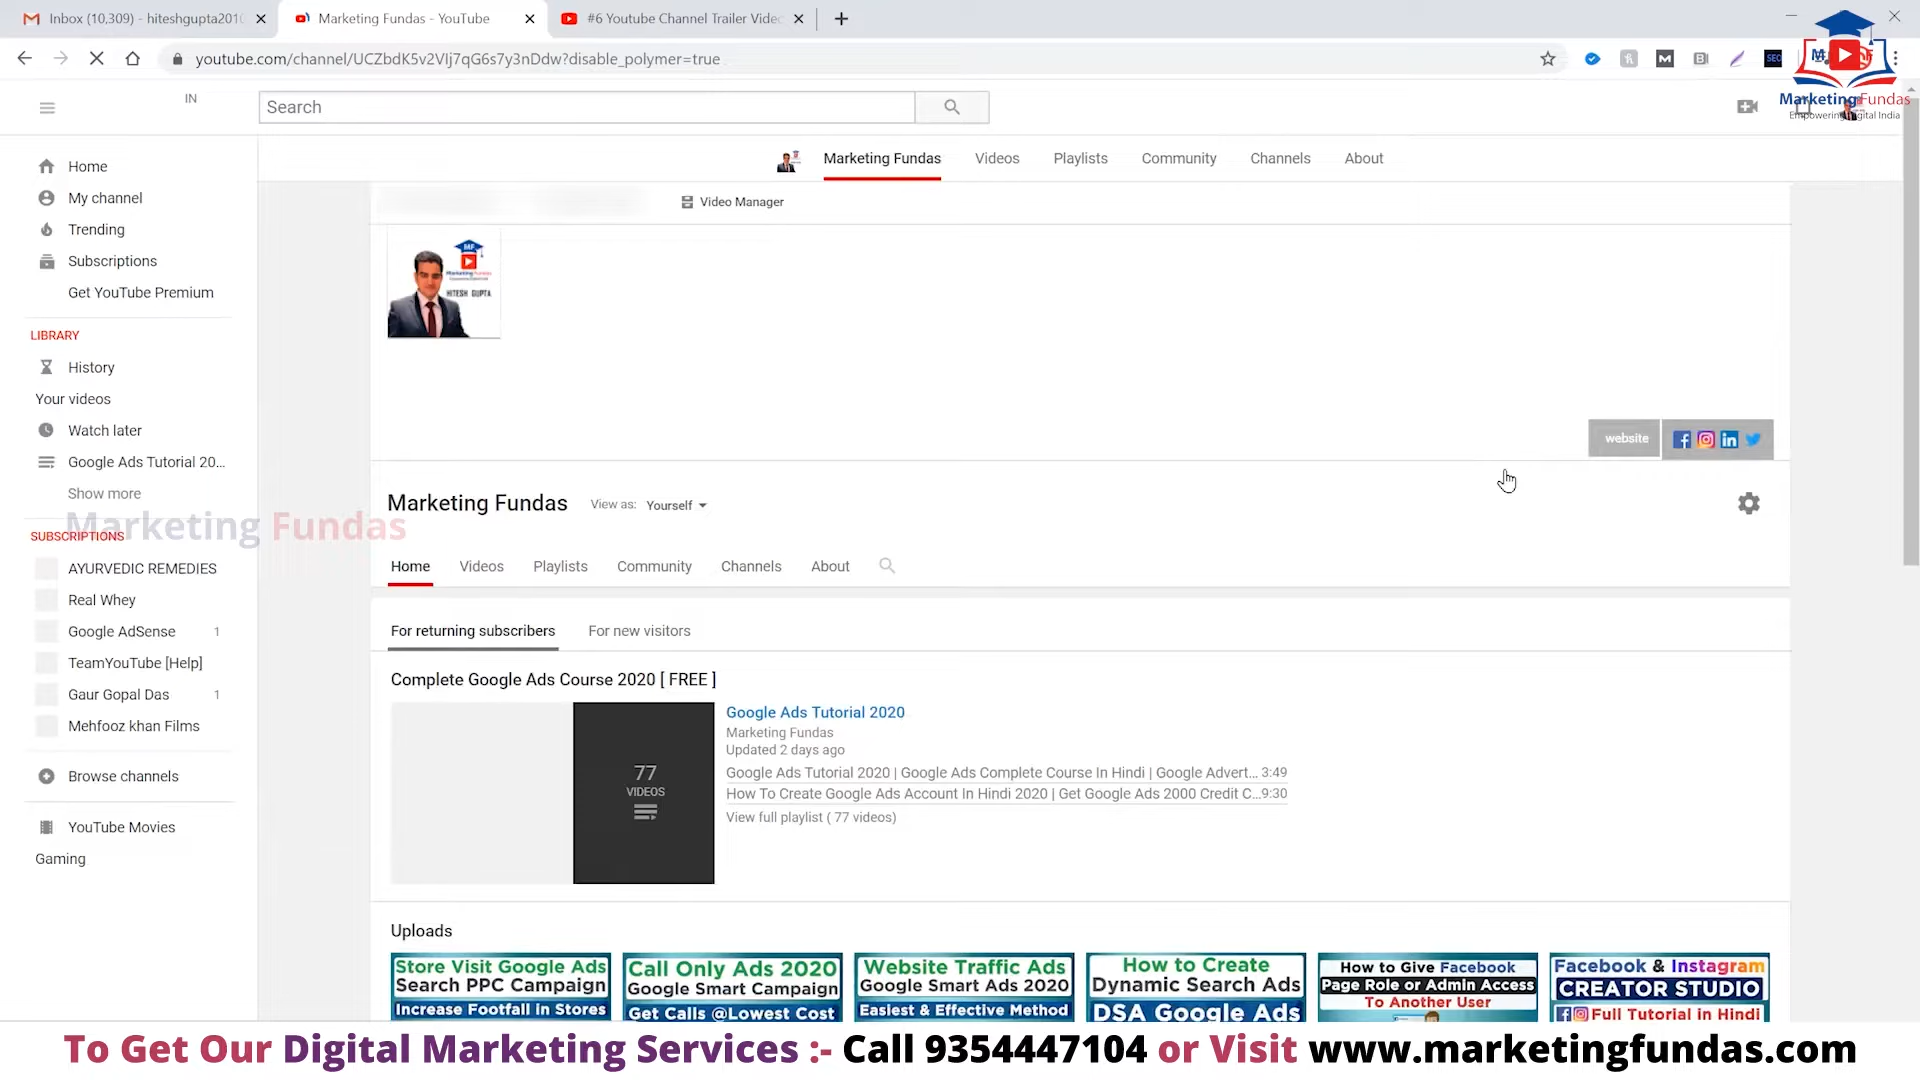 Inbox (10,309) - hiteshgupta201
Marketing Fundas - YouTube
#6 Youtube Channel Trailer Vide
youtube.com/channel/UCZbdK5v2VIj7qG6s7y3nDdw?disable_polymer=true
SEO
MarketingFundas
Empowering Digital India
IN
Search
Marketing Fundas
Videos
Playlists
Community
Channels
About
Home
My channel
Trending
Subscriptions
Get YouTube Premium
LIBRARY
History
Your videos
Watch later
Google Ads Tutorial 20...
Show more
SUBSCRIPTIONS
AYURVEDIC REMEDIES
Real Whey
Google AdSense 1
TeamYouTube [Help]
Gaur Gopal Das 1
Mehfooz khan Films
Browse channels
YouTube Movies
Gaming
Marketing Fundas
Video Manager
MF
Marketing Fundas
HITESH GUPTA
website
Marketing Fundas
View as: Yourself
Home
Videos
Playlists
Community
Channels
About
For returning subscribers
For new visitors
Complete Google Ads Course 2020 [ FREE ]
77
VIDEOS
Google Ads Tutorial 2020
Marketing Fundas
Updated 2 days ago
Google Ads Tutorial 2020 | Google Ads Complete Course In Hindi | Google Advert... 3:49
How To Create Google Ads Account In Hindi 2020 | Get Google Ads 2000 Credit C... 9:30
View full playlist ( 77 videos)
Uploads
Store Visit Google Ads
Search PPC Campaign
Increase Footfall in Stores
Call Only Ads 2020
Google Smart Campaign
Get Calls @Lowest Cost
Website Traffic Ads
Google Smart Ads 2020
Easiest & Effective Method
How to Create
Dynamic Search Ads
DSA Google Ads
How to Give Facebook
Page Role or Admin Access
To Another User
Facebook & Instagram
CREATOR STUDIO
Full Tutorial in Hindi
To Get Our Digital Marketing Services :- Call 9354447104 or Visit www.marketingfundas.com